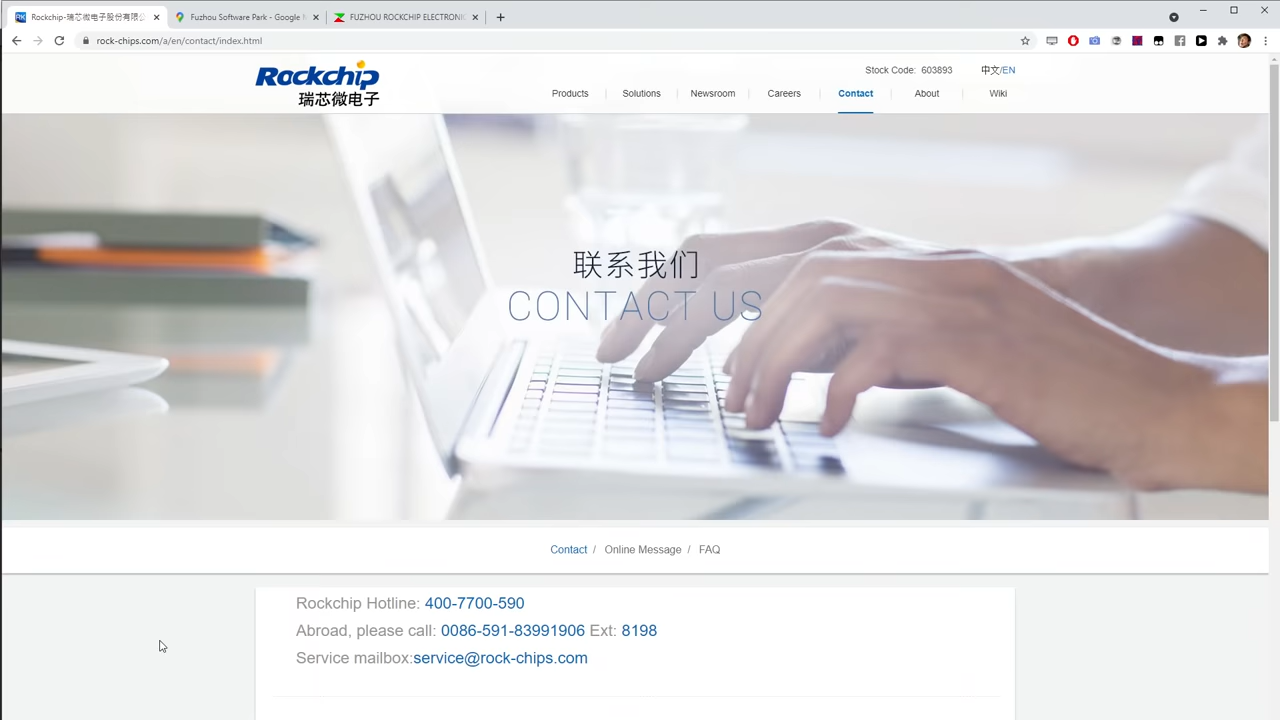 Rockchip-瑞芯微电子股份有限公
Fuzhou Software Park - Google M
FUZHOU ROCKCHIP ELECTRONIC
rock-chips.com/a/en/contact/index.html
Rockchip
瑞芯微电子
Stock Code: 603893
中文/EN
Products
Solutions
Newsroom
Careers
Contact
About
Wiki
联系我们
CONTACT US
Contact / Online Message / FAQ
Rockchip Hotline: 400-7700-590
Abroad, please call: 0086-591-83991906 Ext: 8198
Service mailbox:service@rock-chips.com